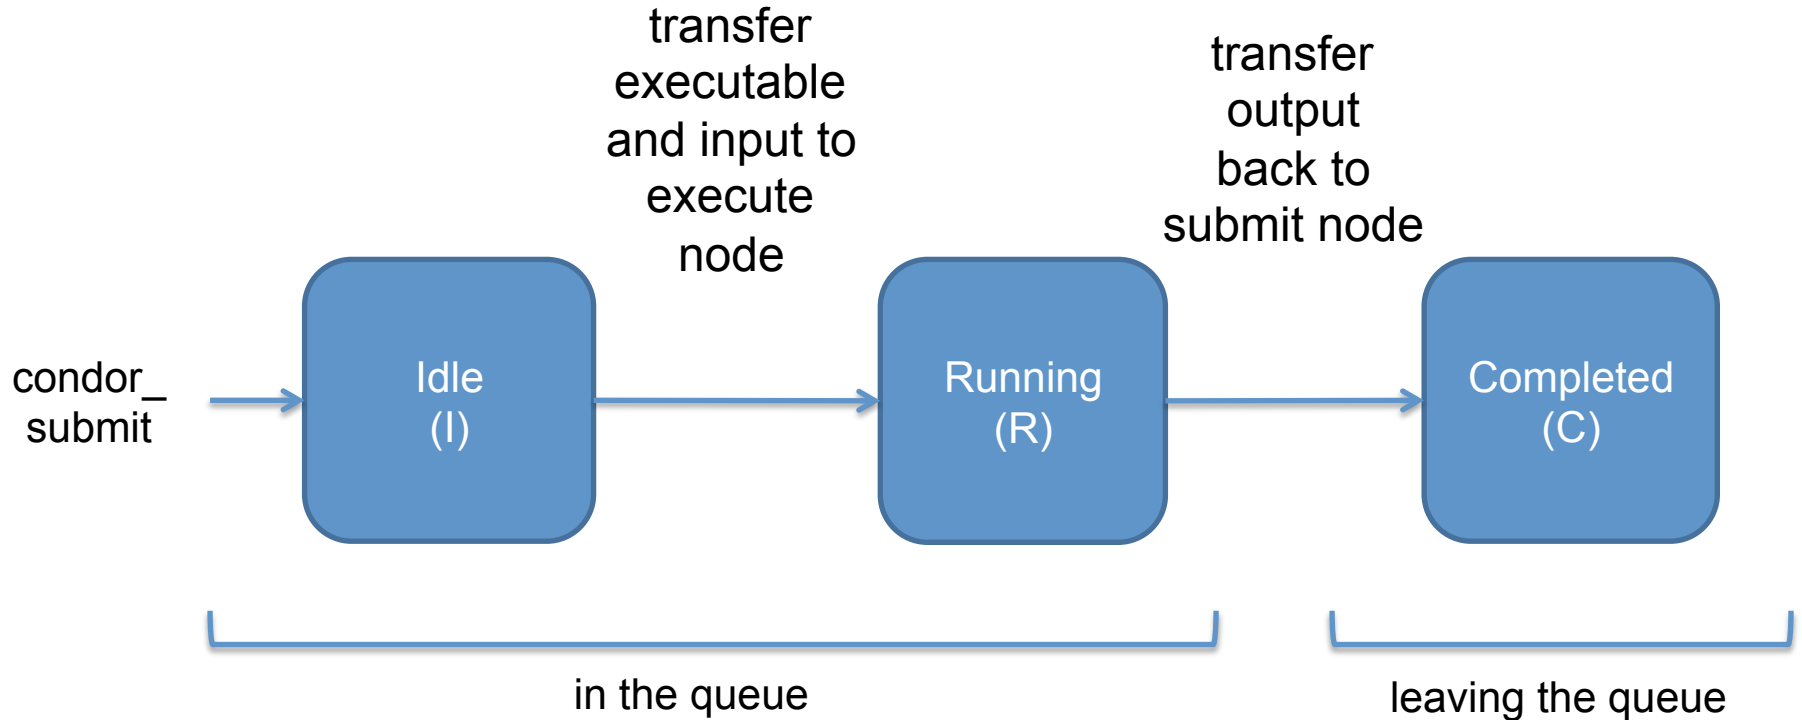 transfer
executable
and input to
execute
node
transfer
output
back to
submit node
condor_
submit
Idle
(I)
Running
(R)
Completed
(C)
in the queue
leaving the queue